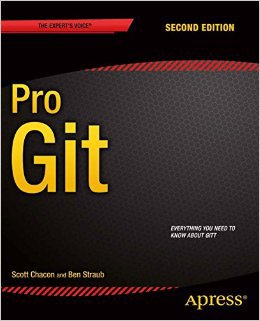 THE EXPERT'S VOICE®
SECOND EDITION
Pro
Git
EVERYTHING YOU NEED TO
KNOW ABOUT GIT
Scott Chacon and Ben Straub
Apress®